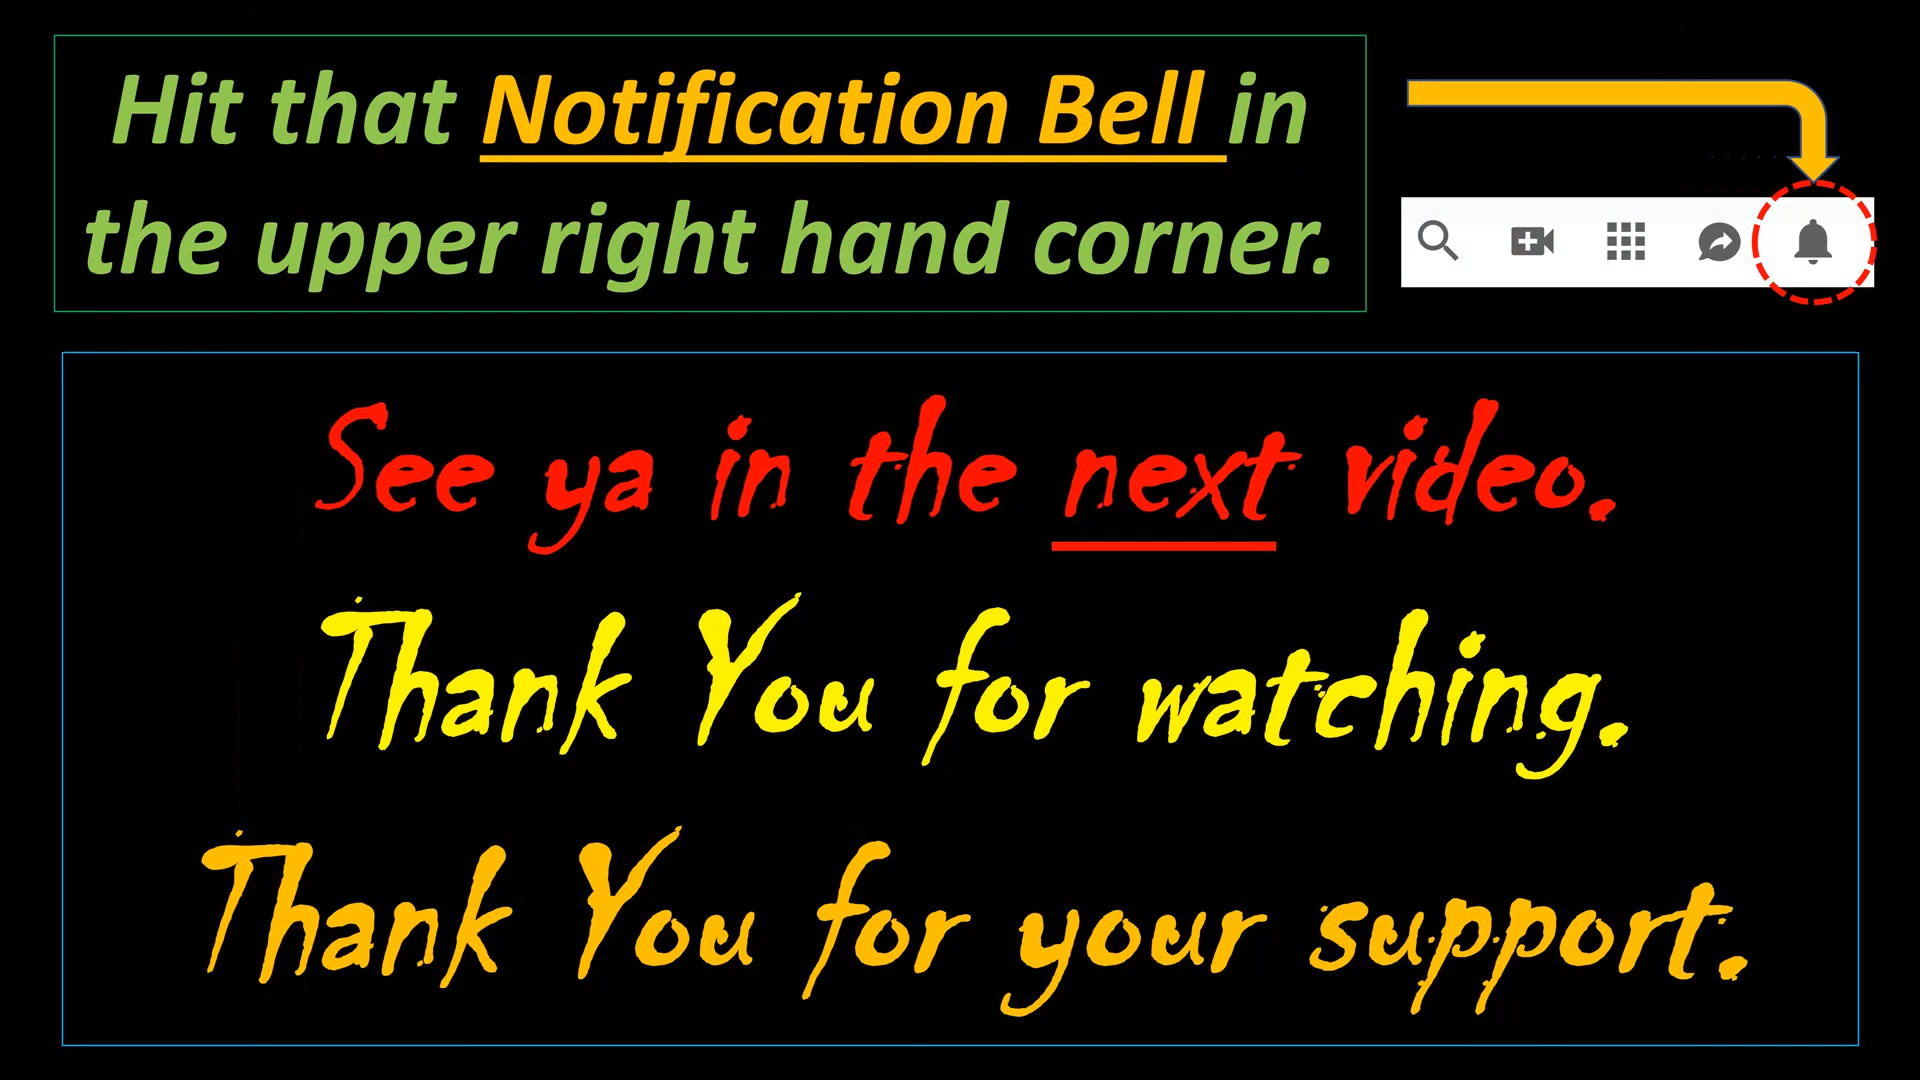 Hit that Notification Bell in
the upper right hand corner.
See ya in the next video.
Thank You for watching.
Thank You for your support.